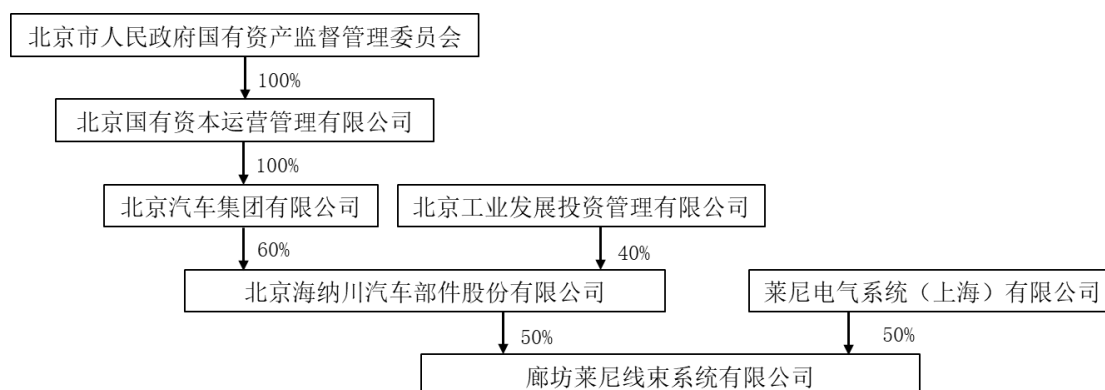 北京市人民政府国有资产监督管理委员会
100%
北京国有资本运营管理有限公司
100%
北京汽车集团有限公司
北京工业发展投资管理有限公司
60%
40%
北京海纳川汽车部件股份有限公司
莱尼电气系统（上海）有限公司
50%
50%
廊坊莱尼线束系统有限公司